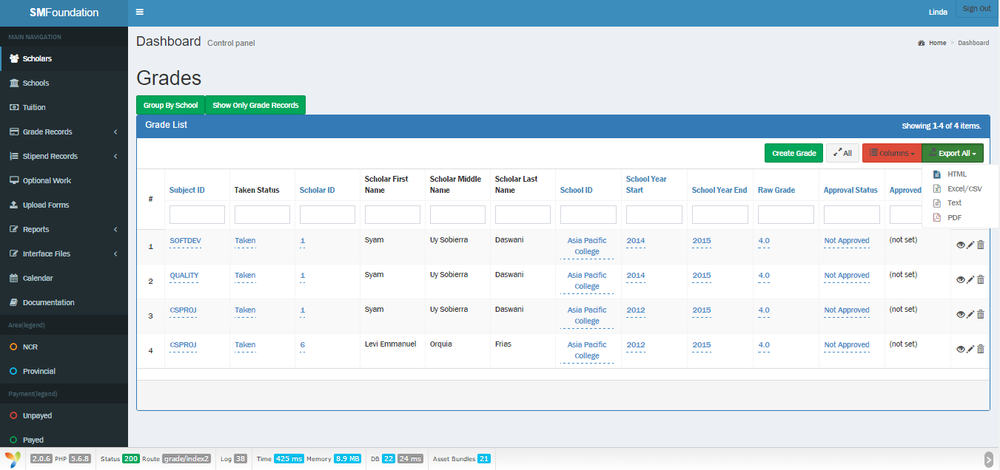 SMFoundation
Linda
Sign Out
MAIN NAVIGATION
Scholars
Schools
Tuition
Grade Records
Stipend Records
Optional Work
Upload Forms
Reports
Interface Files
Calendar
Documentation
Area(legend)
NCR
Provincial
Payment(legend)
Unpayed
Payed
Dashboard Control panel
Home > Dashboard
Grades
Group By School Show Only Grade Records
Grade List
Showing 1-4 of 4 items.
Create Grade All Columns Export All
HTML
Excel/CSV
Text
PDF
# Subject ID Taken Status Scholar ID Scholar First Name Scholar Middle Name Scholar Last Name School ID School Year Start School Year End Raw Grade Approval Status Approved
1 SOFTDEV Taken 1 Syam Uy Sobierra Daswani Asia Pacific College 2014 2015 4.0 Not Approved (not set)
2 QUALITY Taken 1 Syam Uy Sobierra Daswani Asia Pacific College 2014 2015 4.0 Not Approved (not set)
3 CSPROJ Taken 1 Syam Uy Sobierra Daswani Asia Pacific College 2012 2015 4.0 Not Approved (not set)
4 CSPROJ Taken 6 Levi Emmanuel Orquia Frias Asia Pacific College 2012 2015 4.0 Not Approved (not set)
2.0.6 PHP 5.6.8 Status 200 Route grade/index2 Log 38 Time 425 ms Memory 8.9 MB DB 22 24 ms Asset Bundles 21